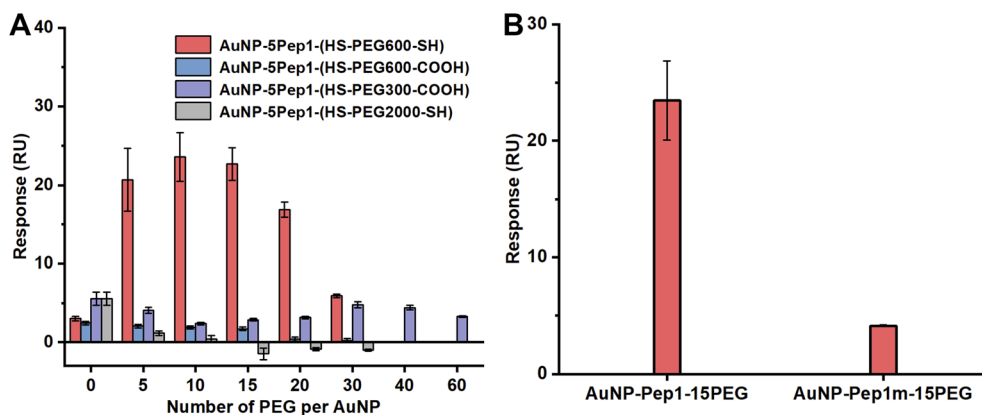 A
40
30
20
10
0
Response (RU)
AuNP-5Pep1-(HS-PEG600-SH)
AuNP-5Pep1-(HS-PEG600-COOH)
AuNP-5Pep1-(HS-PEG300-COOH)
AuNP-5Pep1-(HS-PEG2000-SH)
0 5 10 15 20 30 40 60
Number of PEG per AuNP
B
30
20
10
0
Response (RU)
AuNP-Pep1-15PEG AuNP-Pep1m-15PEG